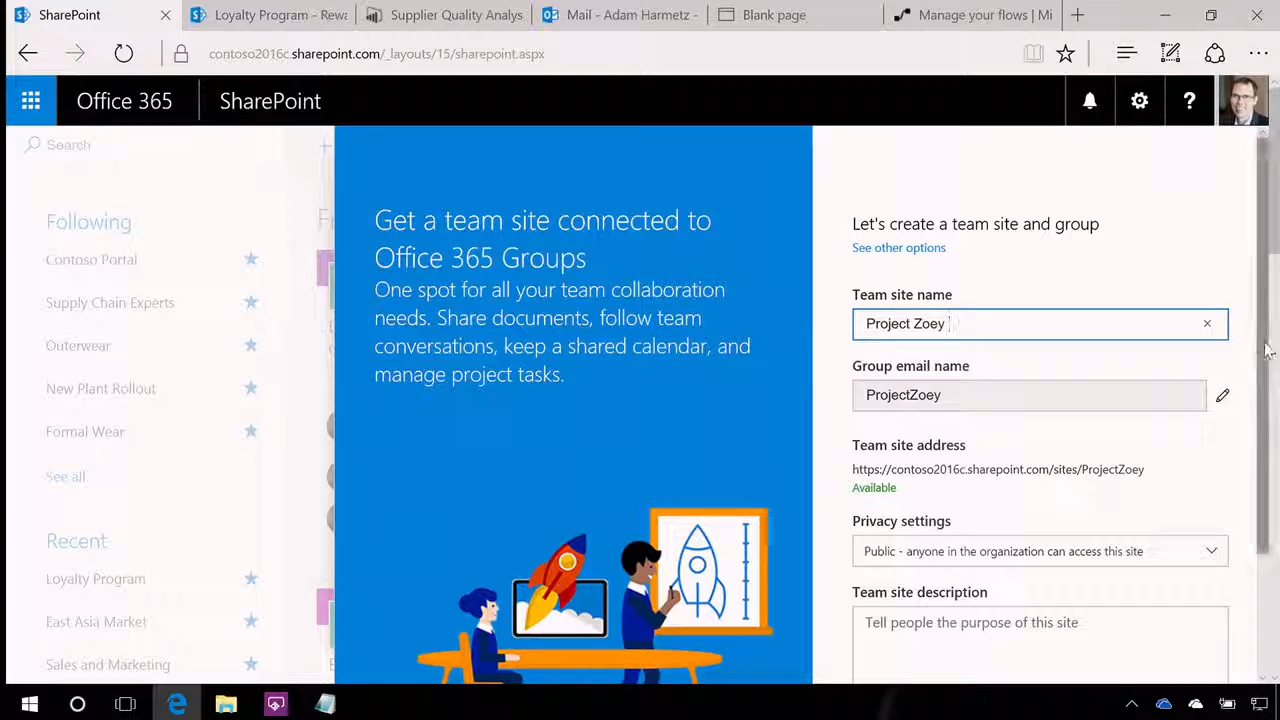 SharePoint
Loyalty Program – Rewa
Supplier Quality Analys
Mail - Adam Harmetz -
Blank page
Manage your flows | Mi
contoso2016c.sharepoint.com/_layouts/15/sharepoint.aspx
Office 365
SharePoint
Search
Following
Contoso Portal
Supply Chain Experts
Outerwear
New Plant Rollout
Formal Wear
See all
Recent
Loyalty Program
East Asia Market
Sales and Marketing
Get a team site connected to
Office 365 Groups
One spot for all your team collaboration
needs. Share documents, follow team
conversations, keep a shared calendar, and
manage project tasks.
Let's create a team site and group
See other options
Team site name
Project Zoey
Group email name
ProjectZoey
Team site address
https://contoso2016c.sharepoint.com/sites/ProjectZoey
Available
Privacy settings
Public - anyone in the organization can access this site
Team site description
Tell people the purpose of this site